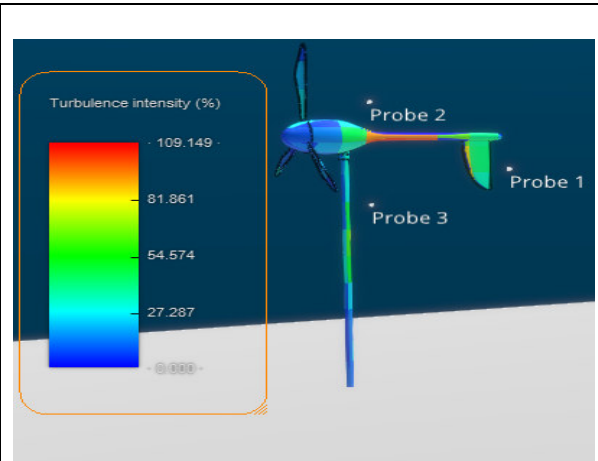 Turbulence intensity (%)
109.149
81.861
54.574
27.287
Probe 2
Probe 1
Probe 3